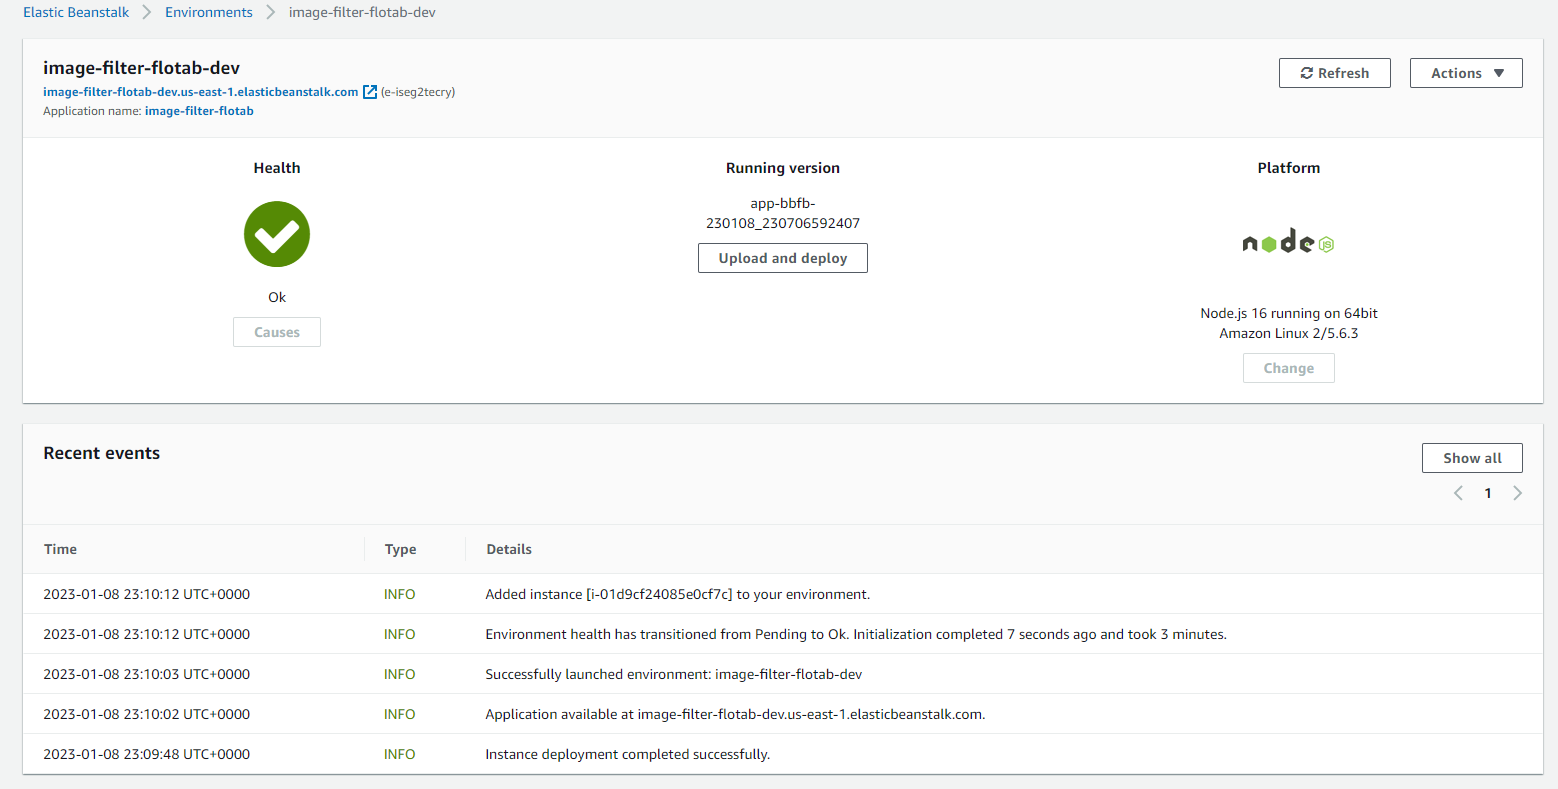 Elastic Beanstalk > Environments > image-filter-flotab-dev
image-filter-flotab-dev
Refresh
Actions
image-filter-flotab-dev.us-east-1.elasticbeanstalk.com (e-iseg2tecry)
Application name: image-filter-flotab
Health
Ok
Causes
Running version
app-bbfb-
230108_230706592407
Upload and deploy
Platform
node JS
Node.js 16 running on 64bit
Amazon Linux 2/5.6.3
Change
Recent events
Show all
< 1 >
Time Type Details
2023-01-08 23:10:12 UTC+0000 INFO Added instance [i-01d9cf24085e0cf7c] to your environment.
2023-01-08 23:10:12 UTC+0000 INFO Environment health has transitioned from Pending to Ok. Initialization completed 7 seconds ago and took 3 minutes.
2023-01-08 23:10:03 UTC+0000 INFO Successfully launched environment: image-filter-flotab-dev
2023-01-08 23:10:02 UTC+0000 INFO Application available at image-filter-flotab-dev.us-east-1.elasticbeanstalk.com.
2023-01-08 23:09:48 UTC+0000 INFO Instance deployment completed successfully.